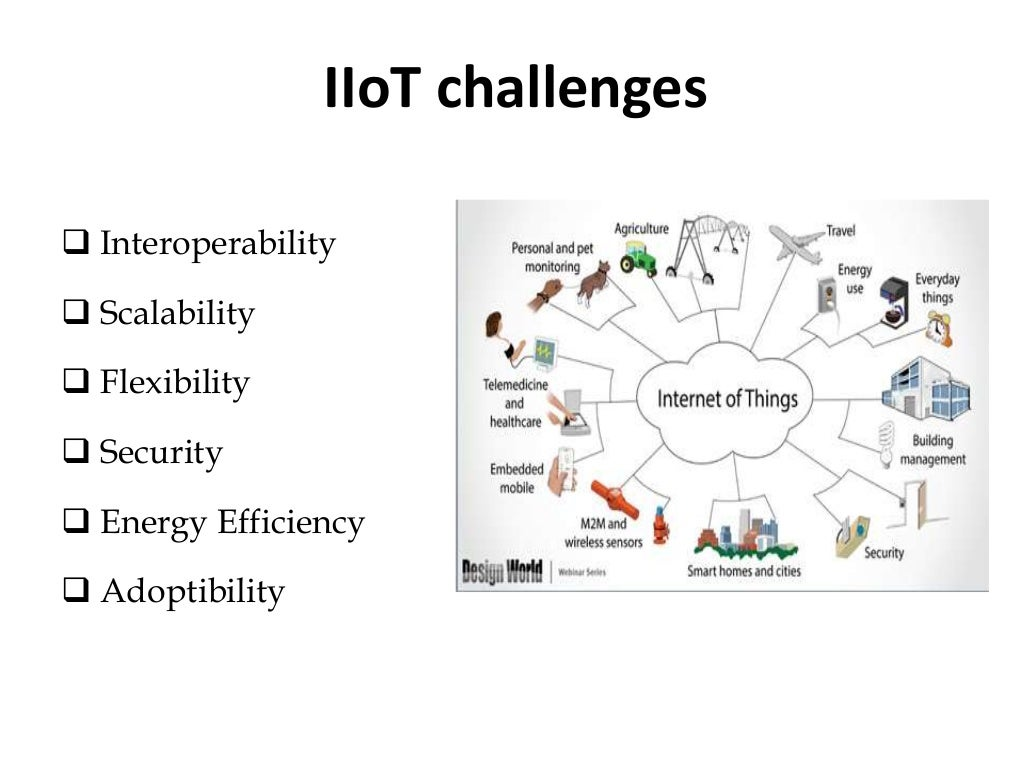 IIoT challenges
Interoperability
Scalability
Flexibility
Security
Energy Efficiency
Adoptibility
Agriculture
Travel
Personal and pet
monitoring
Energy
use
Everyday
things
Telemedicine
and
healthcare
Internet of Things
Building
management
Embedded
mobile
M2M and
wireless sensors
Security
Smart homes and cities
Design World
Webinar Series